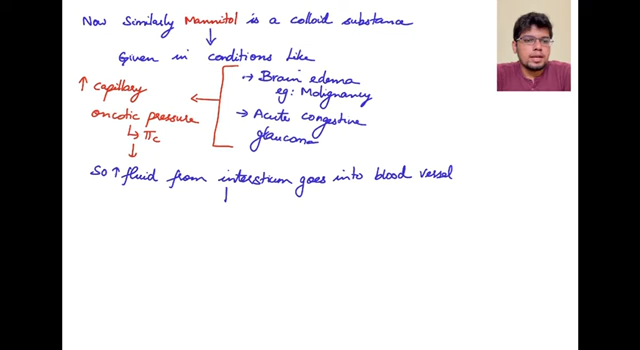 Now Similarly Mannitol is a colloid substance
Given in conditions like
→ Brain edema
eg: Malignancy
→ Acute congestive
glaucoma
↑ Capillary
oncotic pressure
↳ πc
So ↑ fluid from interstium goes into blood vessel